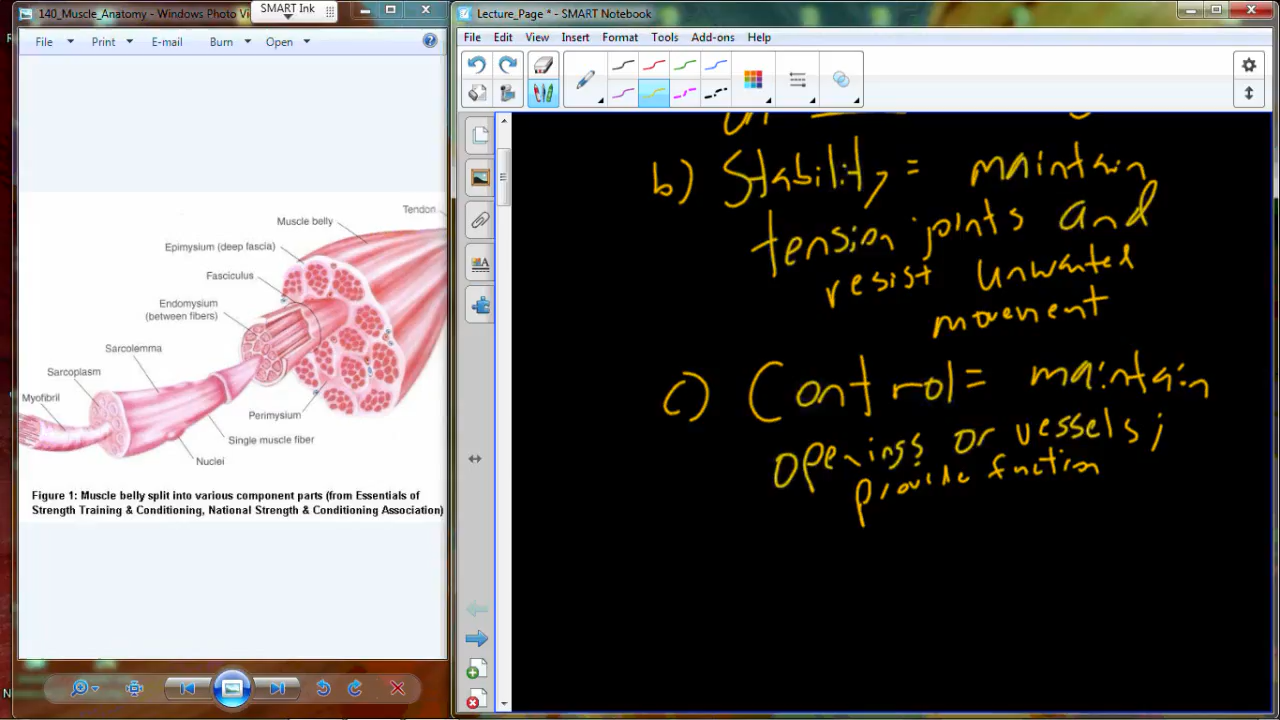 140_Muscle_Anatomy - Windows Photo Vi
SMART Ink
File Print E-mail Burn Open
Tendon
Muscle belly
Epimysium (deep fascia)
Fasciculus
Endomysium
(between fibers)
Sarcolemma
Sarcoplasm
Myofibril
Perimysium
Single muscle fiber
Nuclei
Figure 1: Muscle belly split into various component parts (from Essentials of
Strength Training & Conditioning, National Strength & Conditioning Association)
Lecture_Page * - SMART Notebook
File Edit View Insert Format Tools Add-ons Help
b) Stability = maintain
tension joints and
resist unwanted
movement
c) Control = maintain
openings or vessels;
provide function